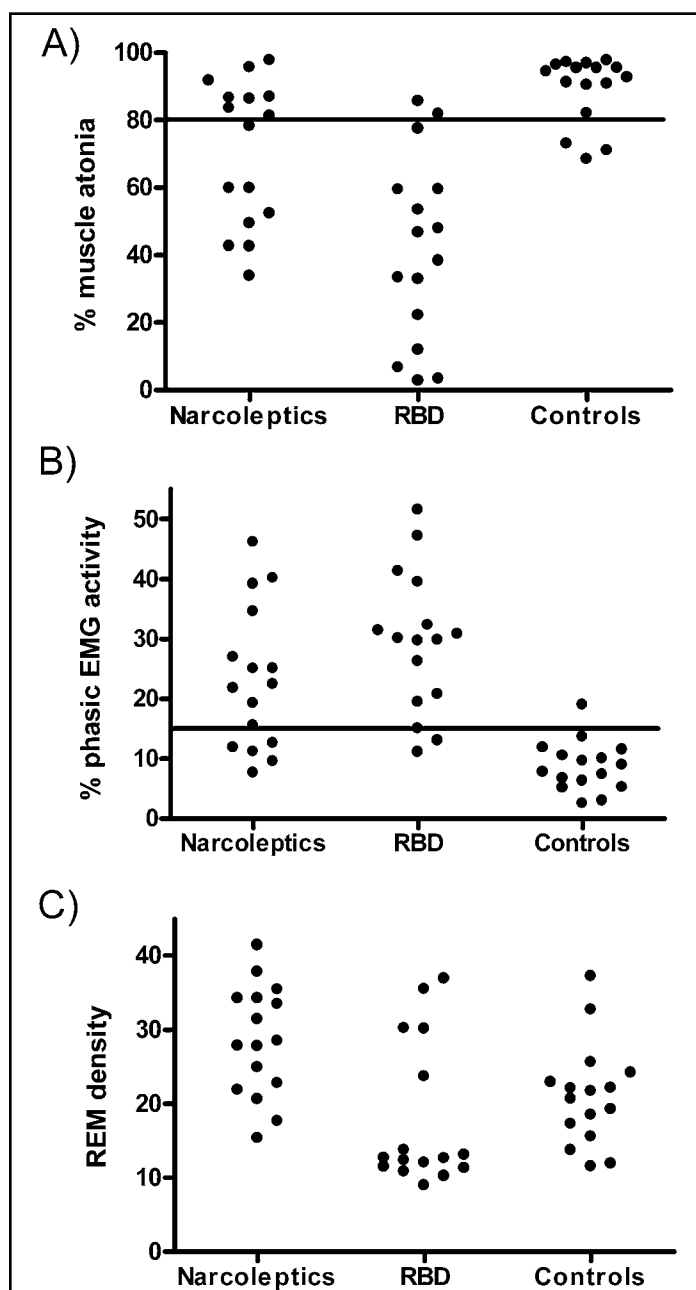 A)
% muscle atonia
100
80
60
40
20
0
Narcoleptics RBD Controls
B)
% phasic EMG activity
50
40
30
20
10
0
Narcoleptics RBD Controls
C)
REM density
40
30
20
10
0
Narcoleptics RBD Controls